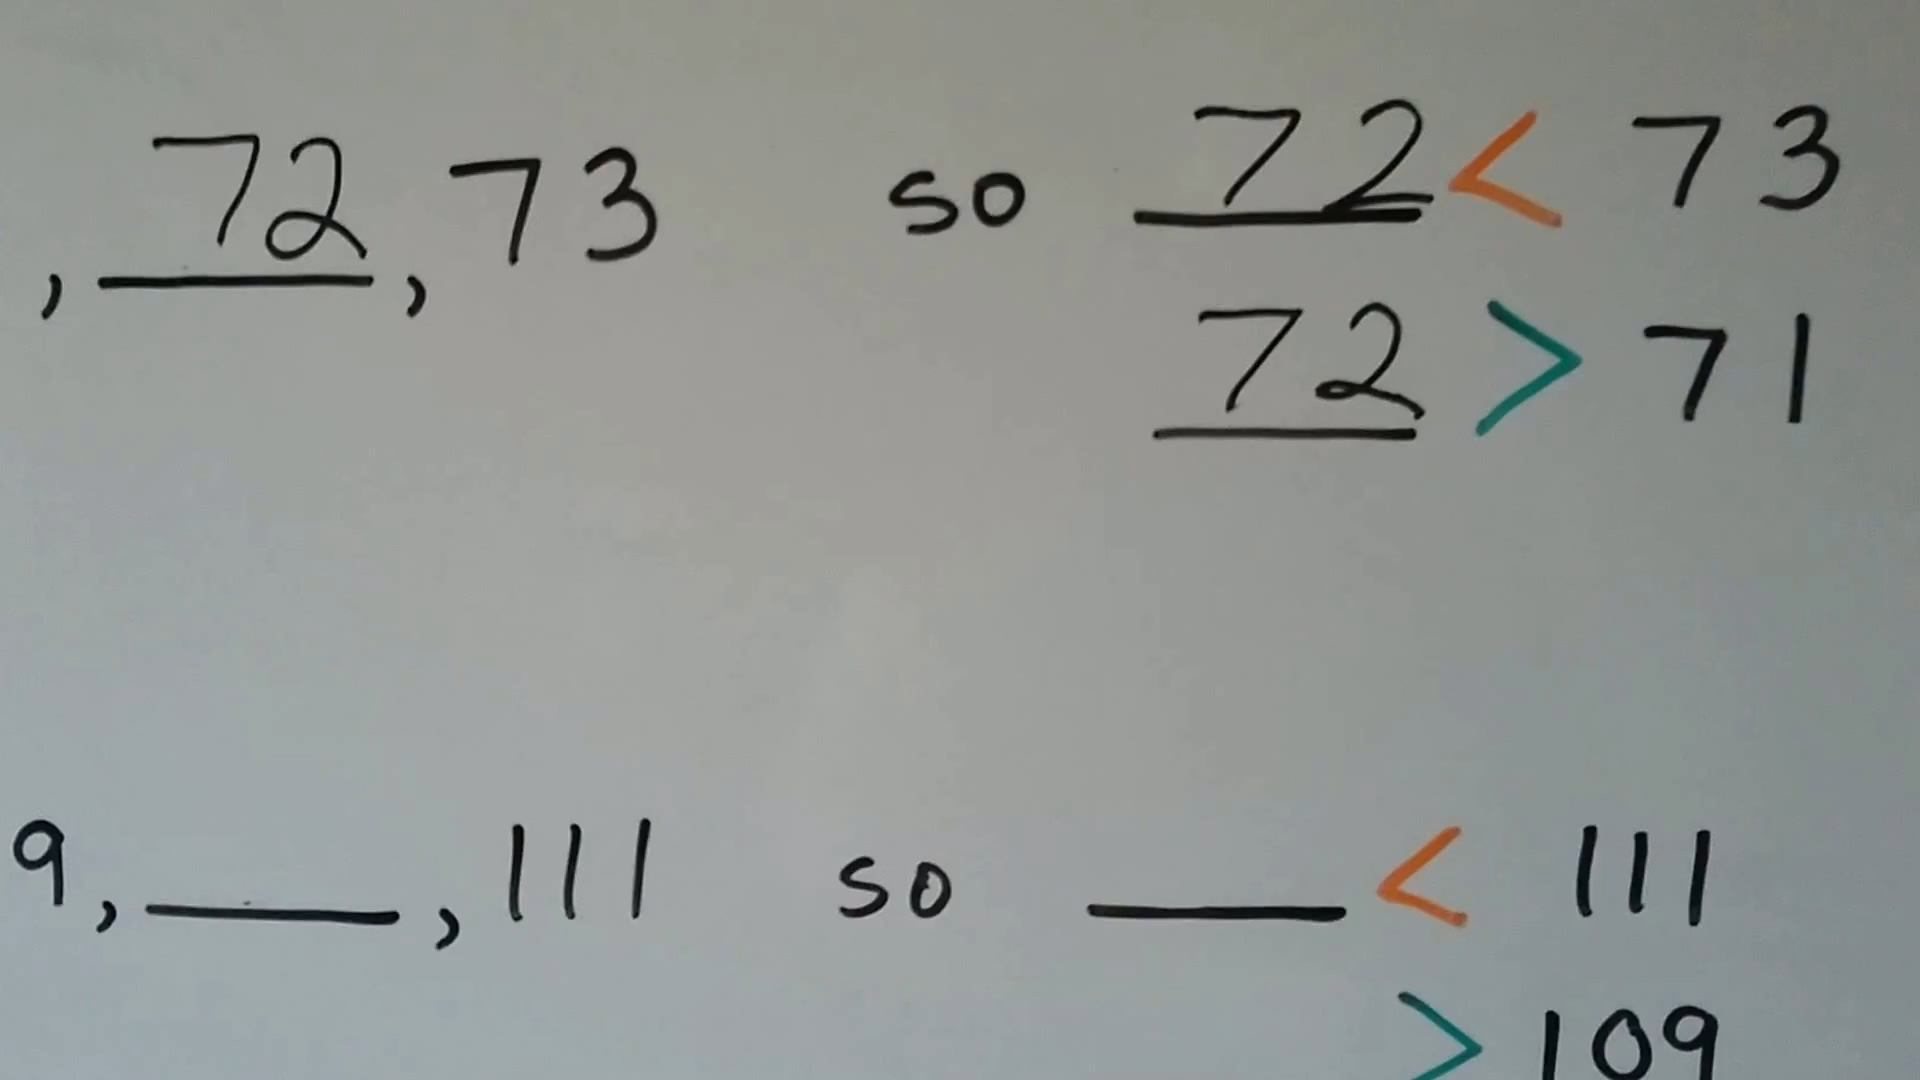 , 72, 73 so 72 < 73
72 > 71
9, ___, 111 so ___ < 111
> 109